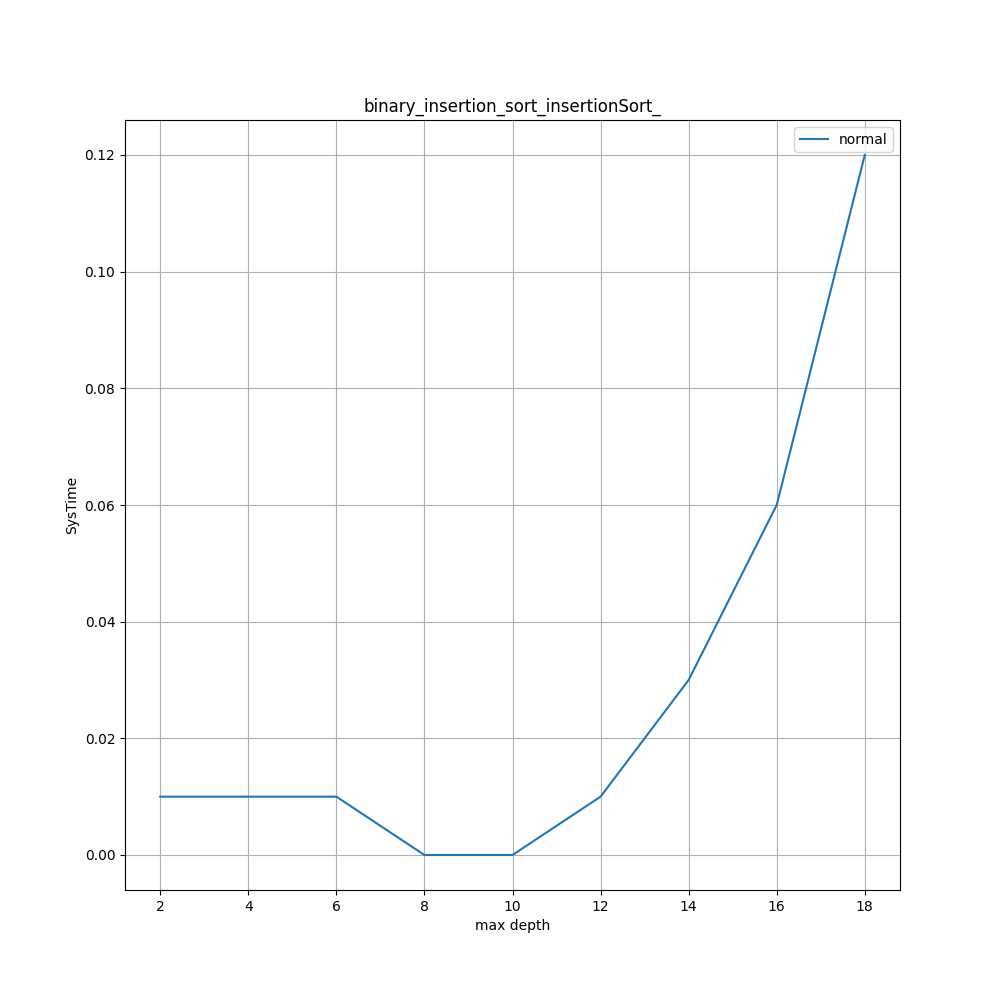 binary_insertion_sort_insertionSort_
normal
0.12
0.10
0.08
0.06
0.04
0.02
0.00
SysTime
2 4 6 8 10 12 14 16 18
max depth